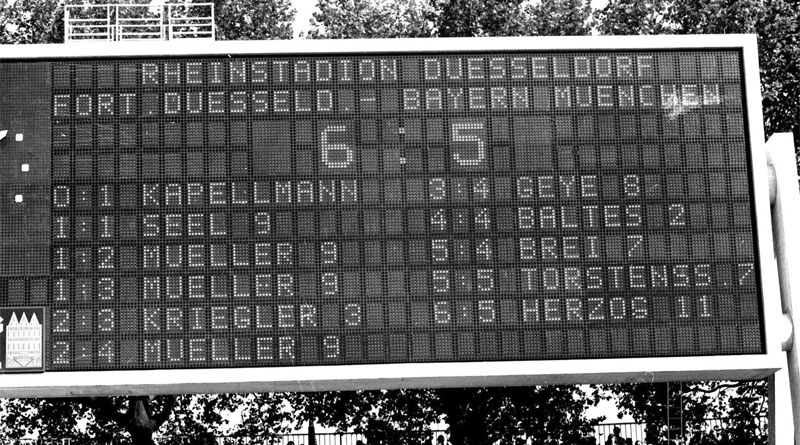 RHEINSTADION DUESSELDORF
FORT.DUESSELD.- BAYERN MUENCHEN
6 : 5
0:1 KAPELLMANN
1:1 SEEL 9
1:2 MUELLER 9
1:3 MUELLER 9
2:3 KRIEGLER 3
2:4 MUELLER 9
3:4 GEYE 8
4:4 BALTES 2
5:4 BREI 7
5:5 TORSTENSS.7
6:5 HERZOG 11